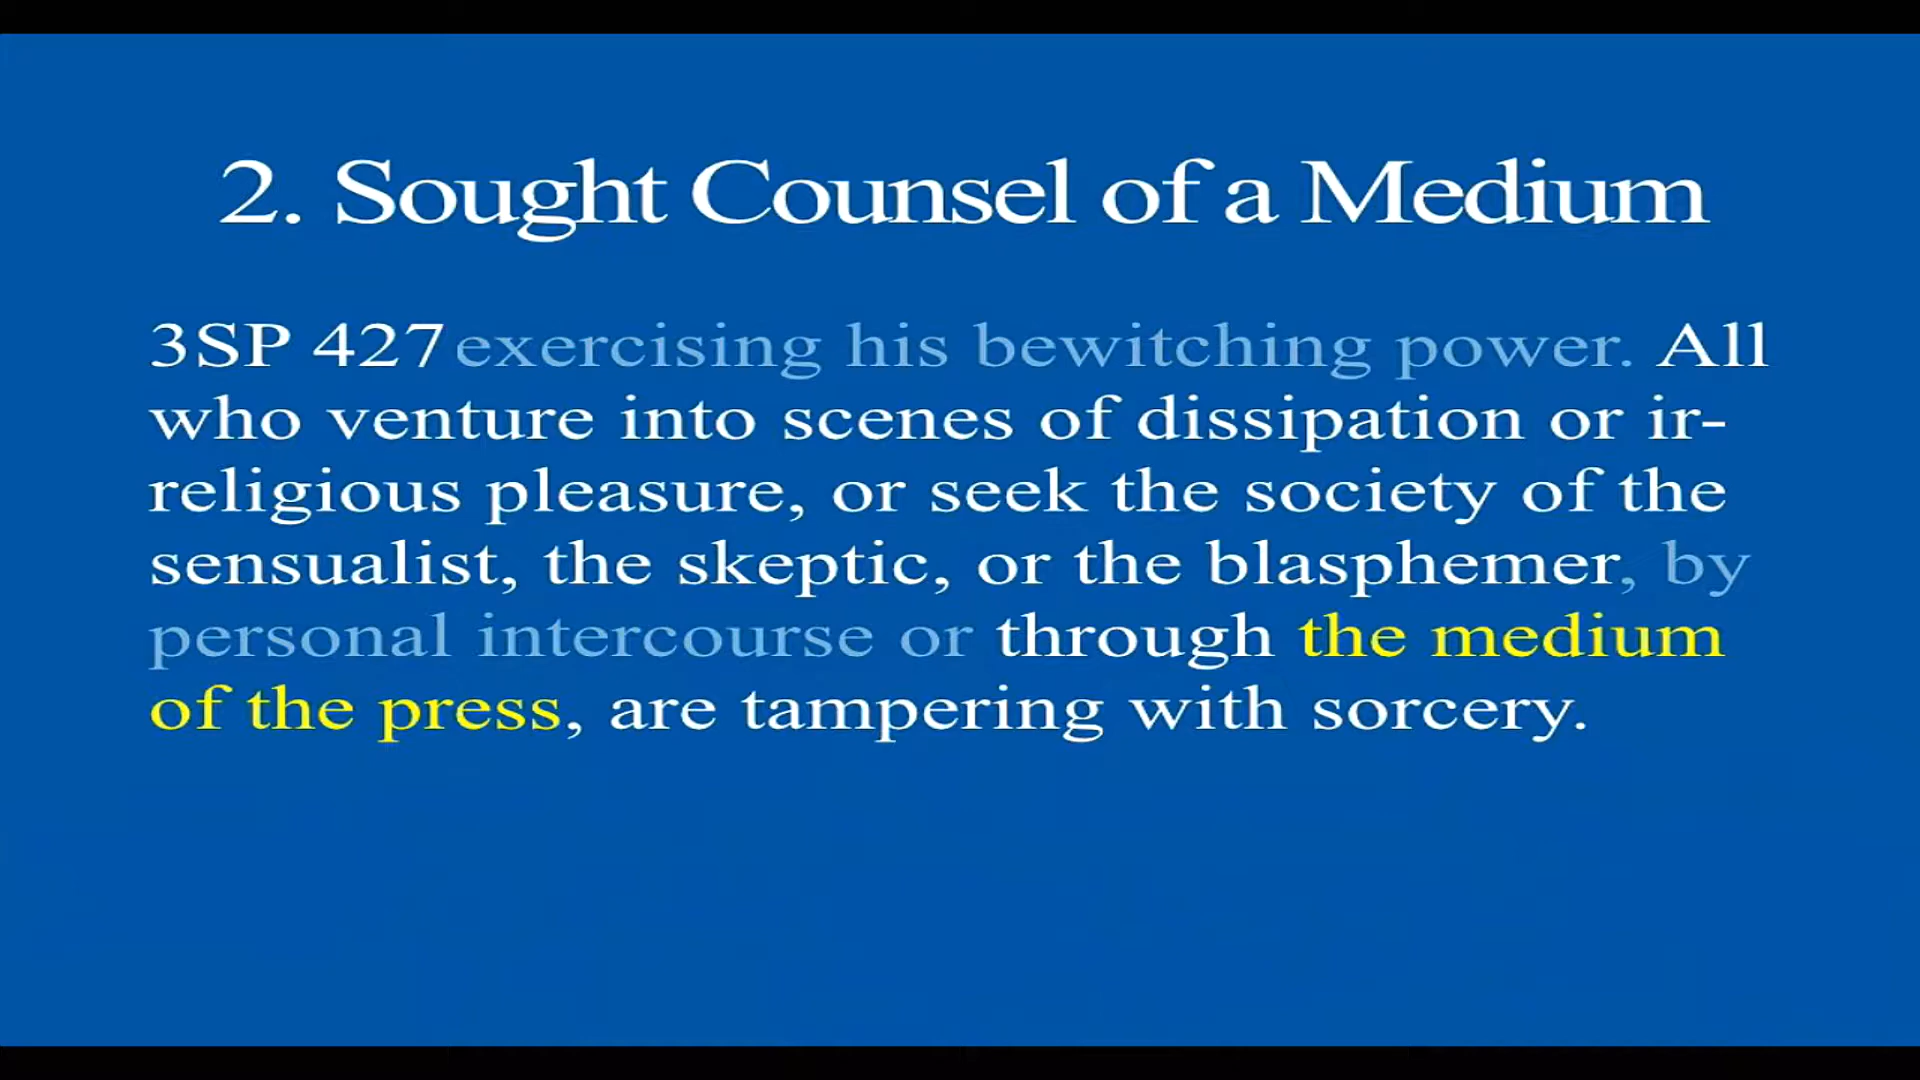 2. Sought Counsel of a Medium
3SP 427 exercising his bewitching power. All
who venture into scenes of dissipation or ir-
religious pleasure, or seek the society of the
sensualist, the skeptic, or the blasphemer, by
personal intercourse or through the medium
of the press, are tampering with sorcery.